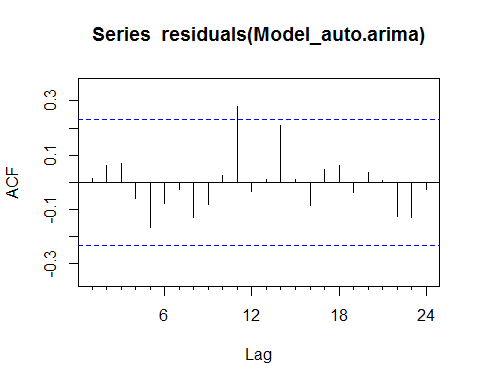 Series residuals(Model_auto.arima)
ACF
0.3
0.1
-0.1
-0.3
6
12
18
24
Lag